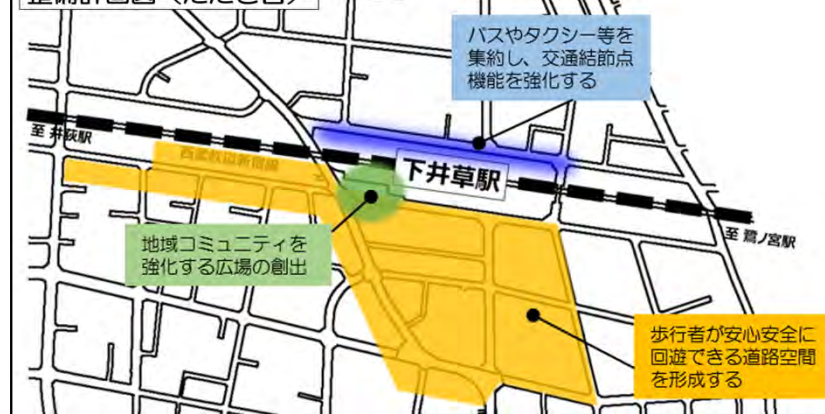 バスやタクシー等を
集約し、交通結節点
機能を強化する
至 井荻駅
西武新宿線
下井草駅
至 鷺ノ宮駅
地域コミュニティを
強化する広場の創出
歩行者が安心安全に
回遊できる道路空間
を形成する